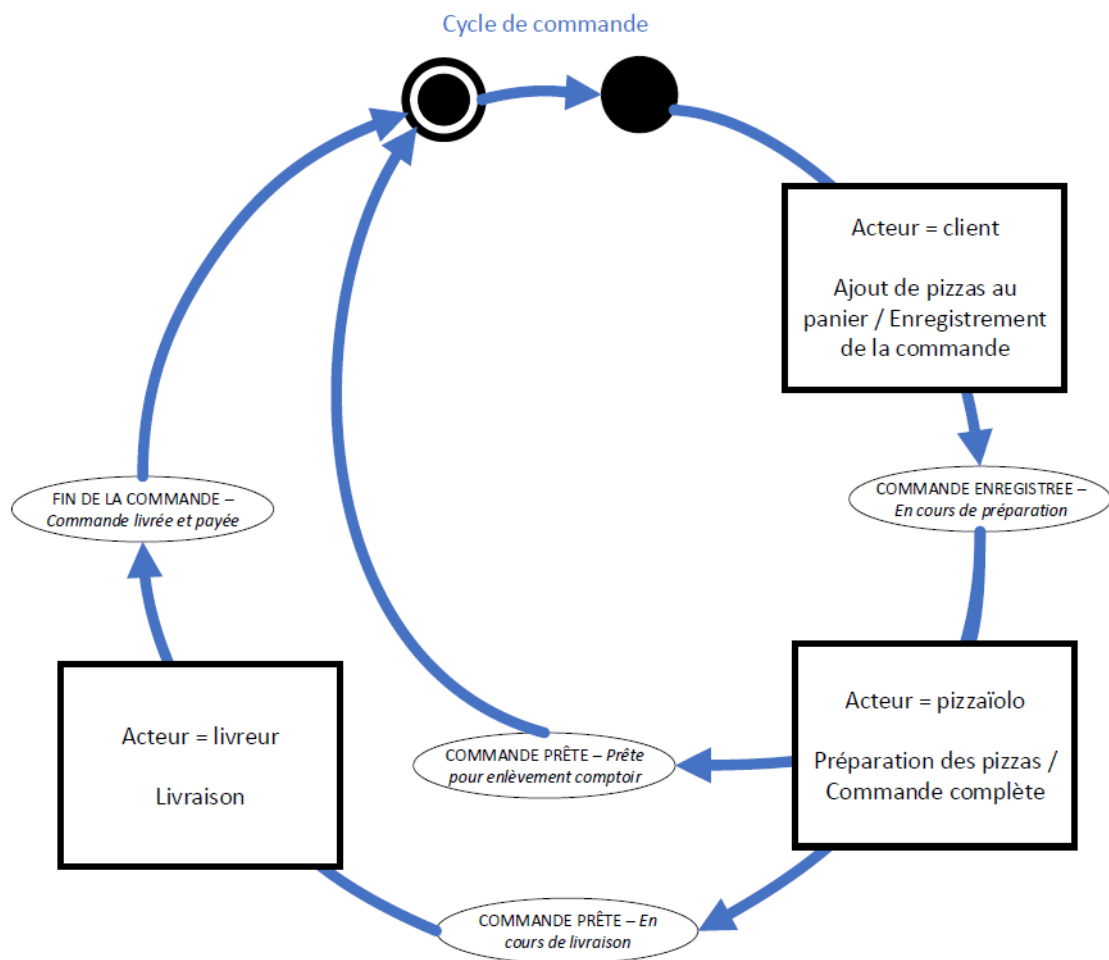 Cycle de commande
Acteur = client
Ajout de pizzas au
panier / Enregistrement
de la commande
COMMANDE ENREGISTREE –
En cours de préparation
Acteur = pizzaïolo
Préparation des pizzas /
Commande complète
COMMANDE PRÊTE – Prête
pour enlèvement comptoir
COMMANDE PRÊTE – En
cours de livraison
Acteur = livreur
Livraison
FIN DE LA COMMANDE –
Commande livrée et payée